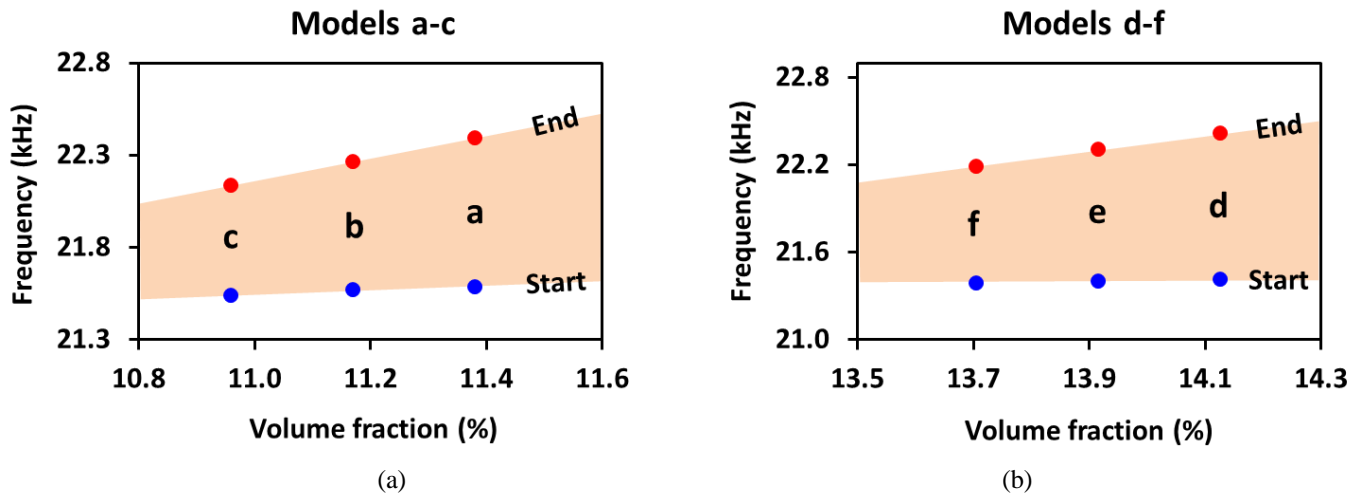 Models a-c
Frequency (kHz)
22.8
22.3
21.8
21.3
End
a
b
c
Start
10.8 11.0 11.2 11.4 11.6
Volume fraction (%)
(a)
Models d-f
Frequency (kHz)
22.8
22.2
21.6
21.0
End
d
e
f
Start
13.5 13.7 13.9 14.1 14.3
Volume fraction (%)
(b)